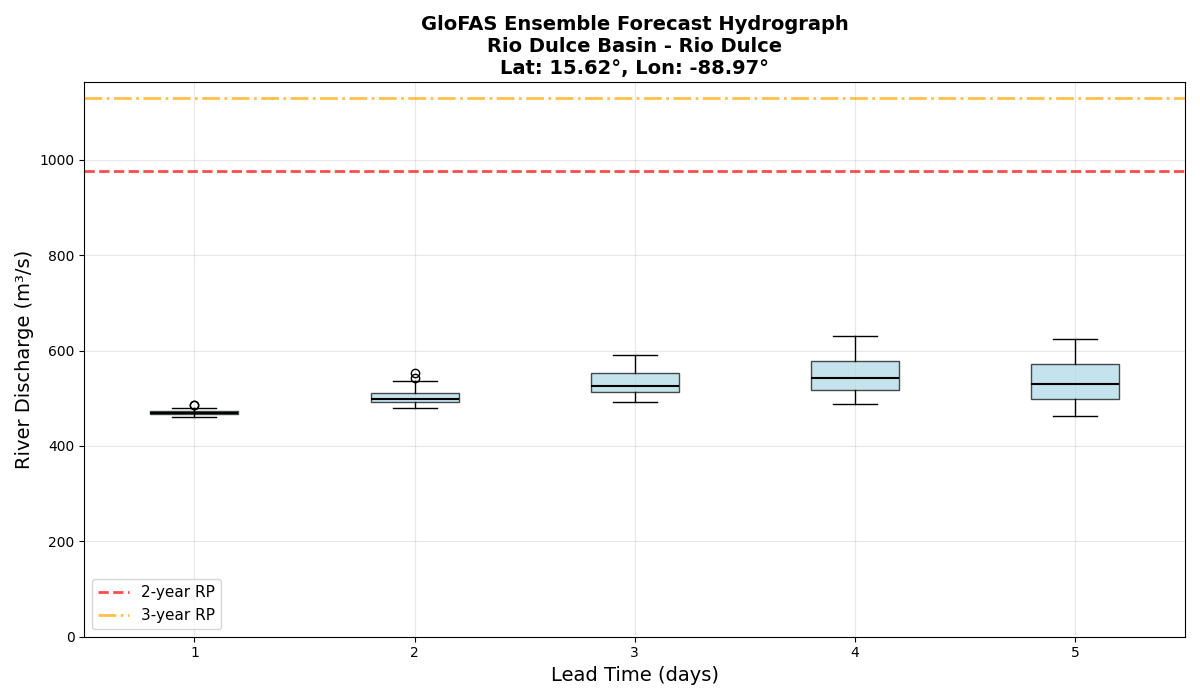 GloFAS Ensemble Forecast Hydrograph
Rio Dulce Basin - Rio Dulce
Lat: 15.62°, Lon: -88.97°
River Discharge (m³/s)
1000
800
600
400
200
0
2-year RP
3-year RP
1 2 3 4 5
Lead Time (days)